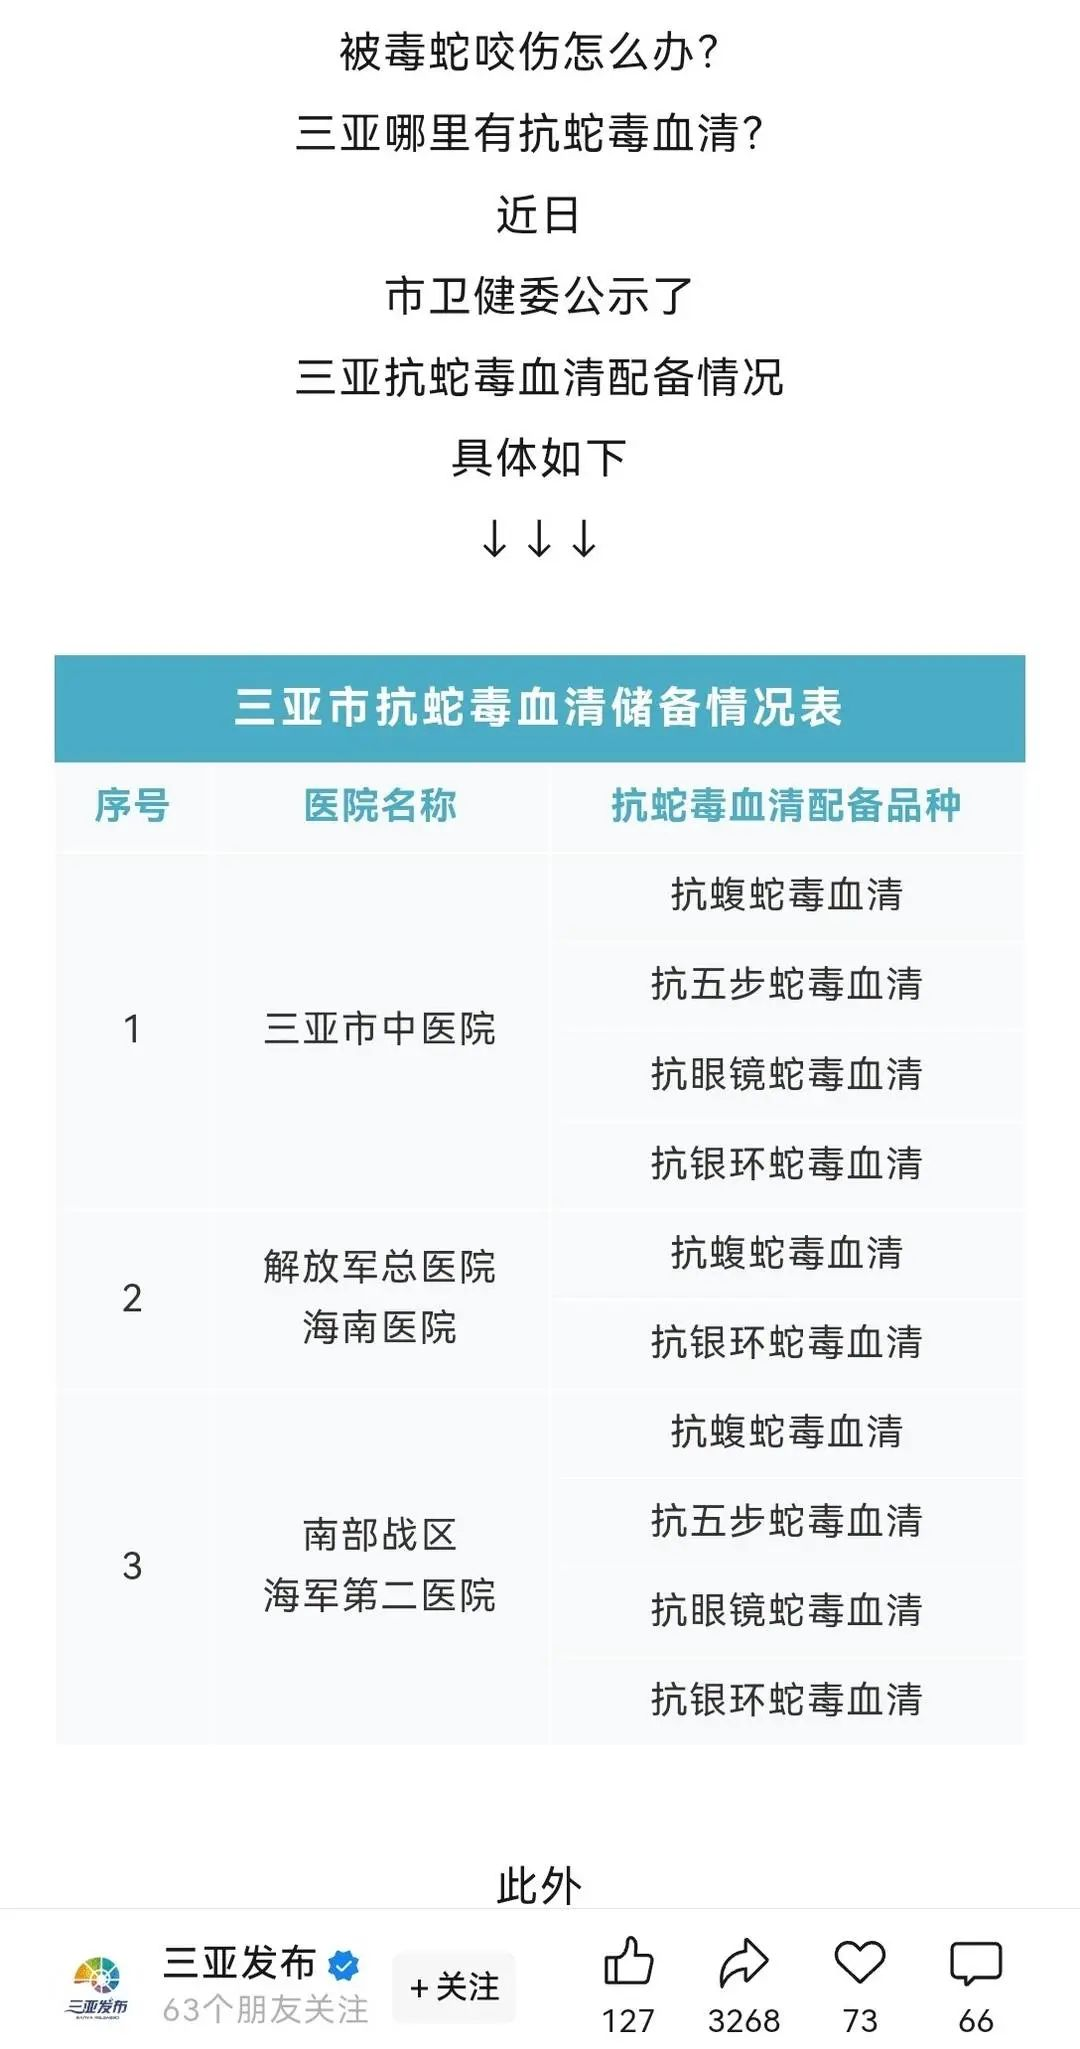 被毒蛇咬伤怎么办？
三亚哪里有抗蛇毒血清？
近日
市卫健委公示了
三亚抗蛇毒血清配备情况
具体如下
↓↓↓
三亚市抗蛇毒血清储备情况表
序号 医院名称 抗蛇毒血清配备品种
1 三亚市中医院 抗蝮蛇毒血清
抗五步蛇毒血清
抗眼镜蛇毒血清
抗银环蛇毒血清
2 解放军总医院
海南医院
抗蝮蛇毒血清
抗银环蛇毒血清
3 南部战区
海军第二医院
抗蝮蛇毒血清
抗五步蛇毒血清
抗眼镜蛇毒血清
抗银环蛇毒血清
此外
三亚发布
三亚发布
63个朋友关注
+关注
127 3268 73 66